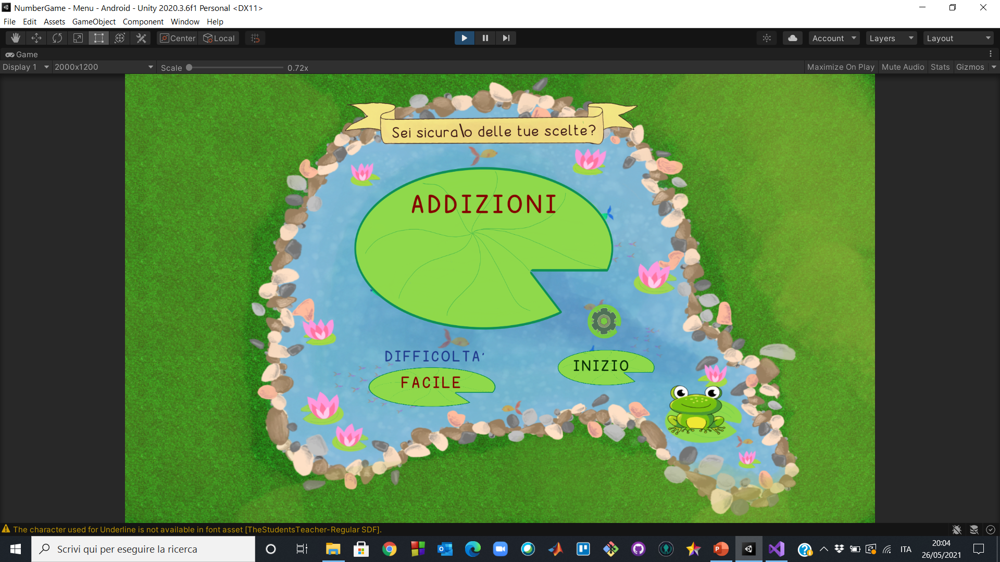 NumberGame - Menu - Android - Unity 2020.3.6f1 Personal <DX11>
File Edit Assets GameObject Component Window Help
Center Local Account Layers Layout
Game
Display 1 2000x1200 Scale 0.72x Maximize On Play Mute Audio Stats Gizmos
Sei sicura\o delle tue scelte?
ADDIZIONI
DIFFICOLTA'
FACILE
INIZIO
The character used for Underline is not available in font asset [TheStudentsTeacher-Regular SDF].
Scrivi qui per eseguire la ricerca
ITA
20:04
26/05/2021